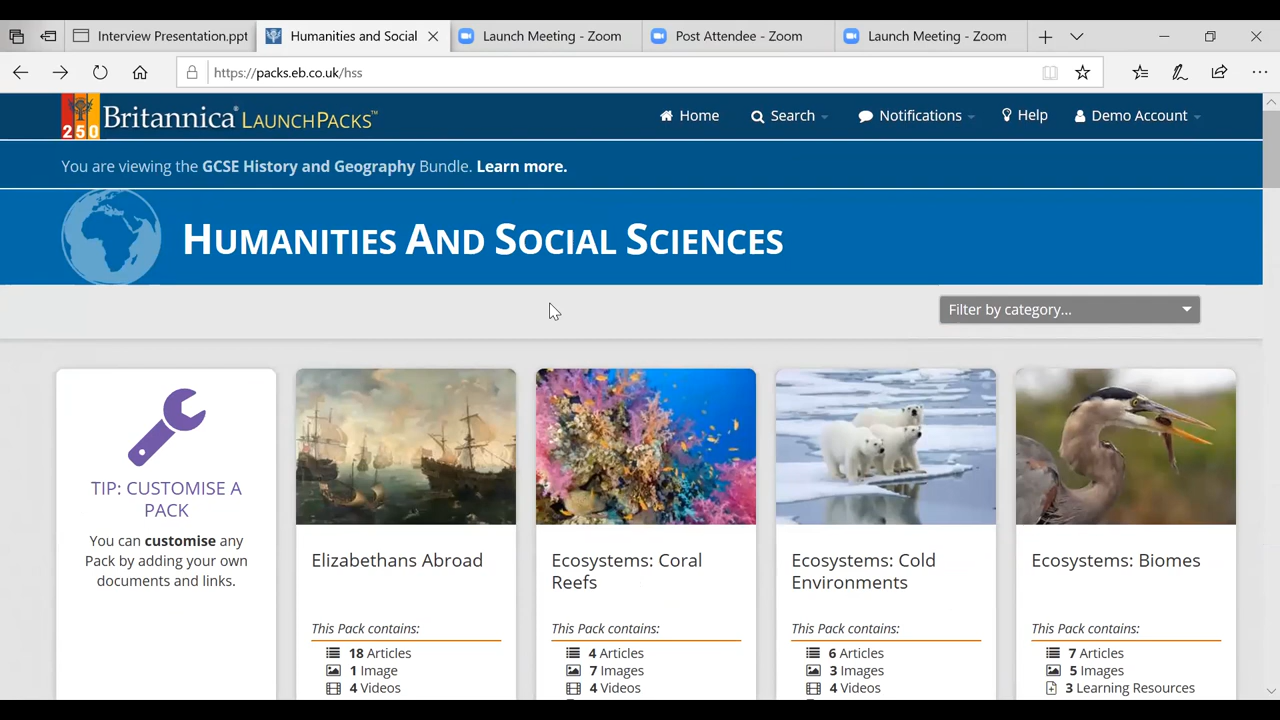 Interview Presentation.ppt
Humanities and Social
Launch Meeting - Zoom
Post Attendee - Zoom
Launch Meeting - Zoom
https://packs.eb.co.uk/hss
250
Britannica® LAUNCHPACKS™
Home
Search
Notifications
Help
Demo Account
You are viewing the GCSE History and Geography Bundle. Learn more.
HUMANITIES AND SOCIAL SCIENCES
Filter by category...
TIP: CUSTOMISE A
PACK
You can customise any
Pack by adding your own
documents and links.
Elizabethans Abroad
This Pack contains:
18 Articles
1 Image
4 Videos
Ecosystems: Coral
Reefs
This Pack contains:
4 Articles
7 Images
4 Videos
Ecosystems: Cold
Environments
This Pack contains:
6 Articles
3 Images
4 Videos
Ecosystems: Biomes
This Pack contains:
7 Articles
5 Images
3 Learning Resources